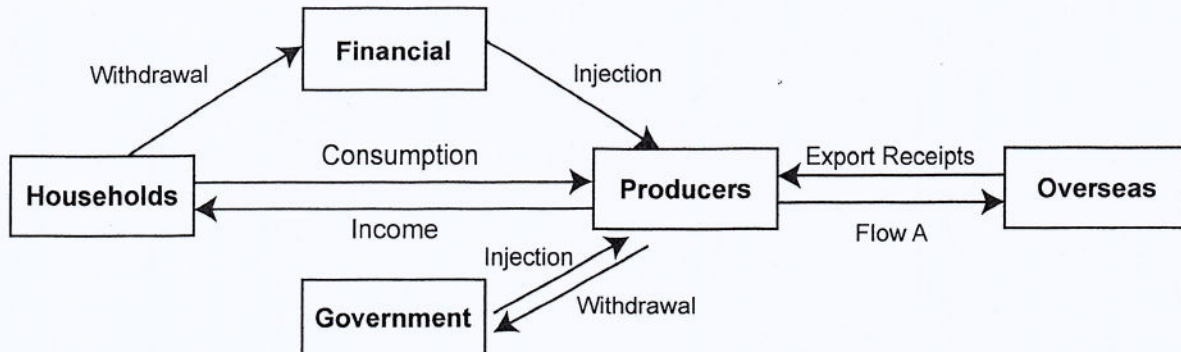 Financial
Withdrawal
Injection
Consumption
Export Receipts
Households
Producers
Overseas
Income
Flow A
Injection
Withdrawal
Government